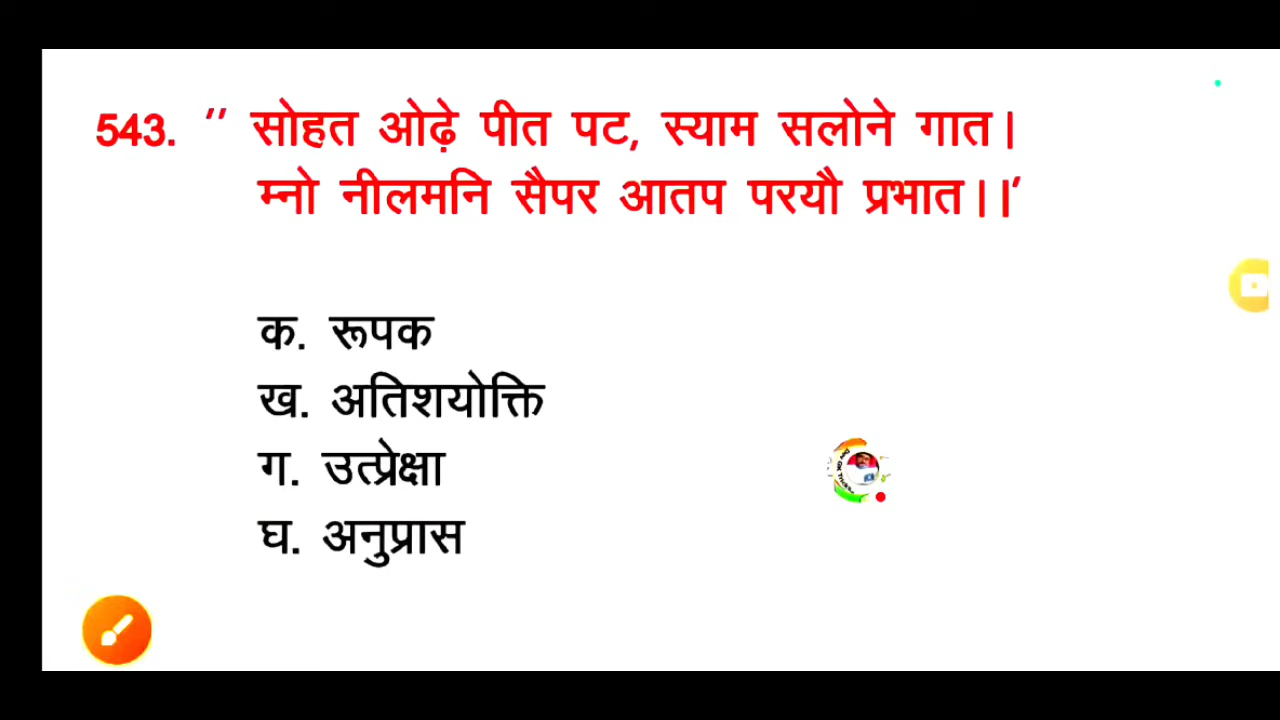 543. '' सोहत ओढ़े पीत पट, स्याम सलोने गात।
म्नो नीलमनि सैपर आतप परयौ प्रभात।।'
क. रूपक
ख. अतिशयोक्ति
ग. उत्प्रेक्षा
घ. अनुप्रास